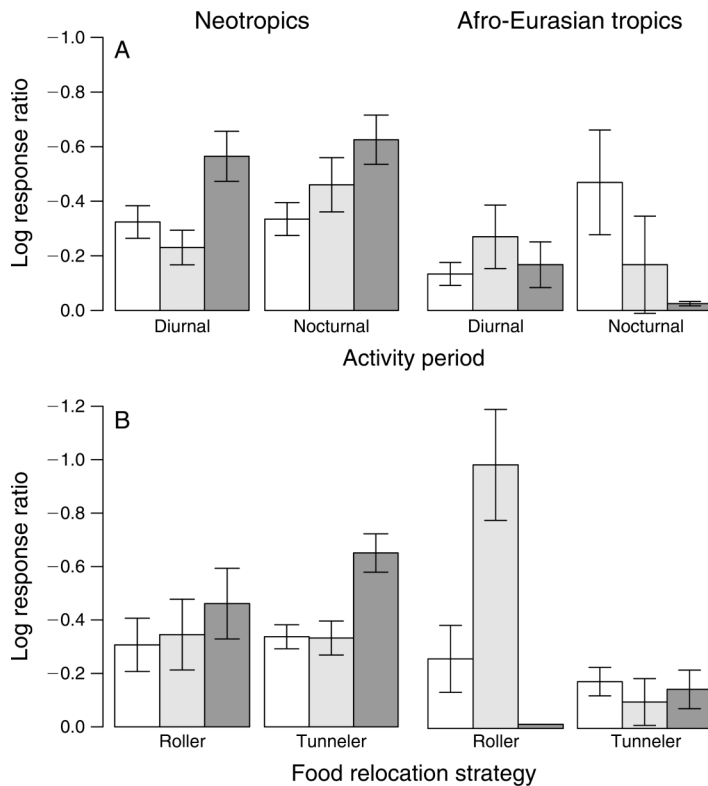 Neotropics Afro-Eurasian tropics
A
Log response ratio
−1.0
−0.8
−0.6
−0.4
−0.2
0.0
Diurnal Nocturnal Diurnal Nocturnal
Activity period
B
Log response ratio
−1.2
−1.0
−0.8
−0.6
−0.4
−0.2
0.0
Roller Tunneler Roller Tunneler
Food relocation strategy